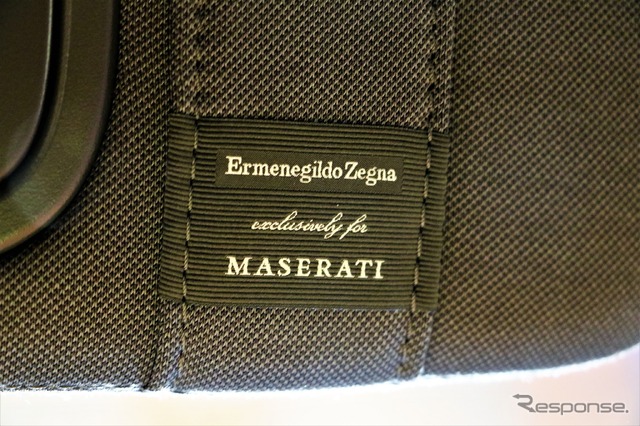 Ermenegildo Zegna
exclusively for
MASERATI
Response.